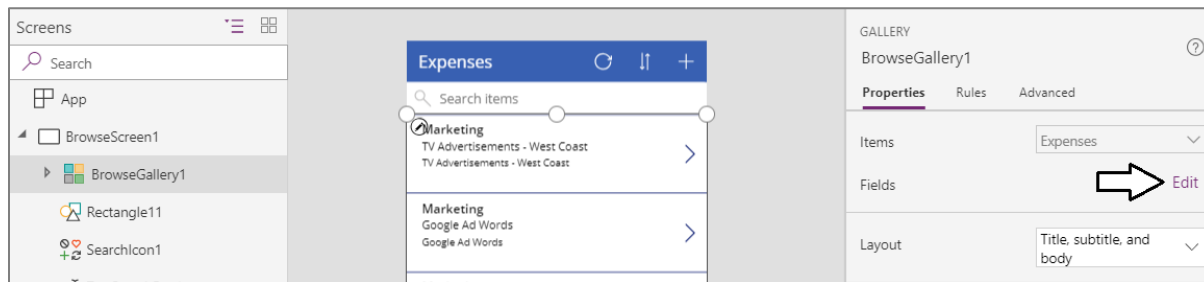 Screens
Search
App
BrowseScreen1
BrowseGallery1
Rectangle11
SearchIcon1
Expenses
Search items
Marketing
TV Advertisements - West Coast
TV Advertisements - West Coast
Marketing
Google Ad Words
Google Ad Words
GALLERY
BrowseGallery1
?
Properties Rules Advanced
Items Expenses
Fields Edit
Layout Title, subtitle, and
body